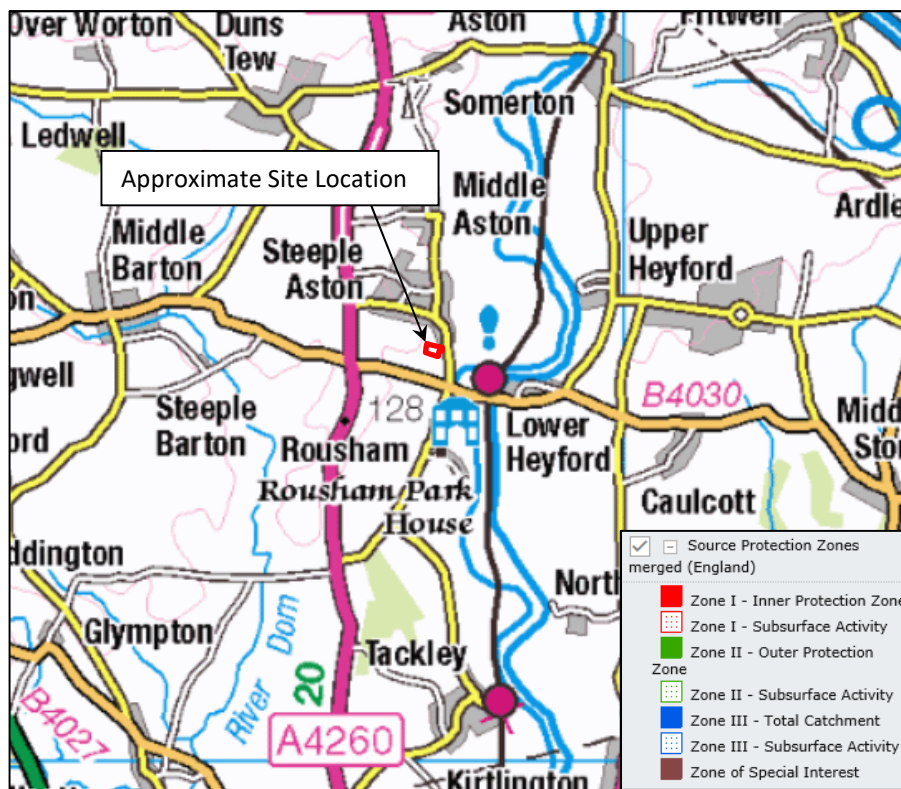 Over Worton
Duns
Tew
Aston
Fritwell
Ledwell
Somerton
Approximate Site Location
Middle
Aston
Ardle
Middle
Barton
Steeple
Aston
Upper
Heyford
on
gwell
B4030
Steeple
Barton
128
Midd
Sto
ord
Rousham
Lower
Heyford
Rousham Park
House
Caulcott
ddington
North
Glympton
River Dorn
Tackley
20
B4027
A4260
Kirtlington
Source Protection Zones
merged (England)
Zone I - Inner Protection Zone
Zone I - Subsurface Activity
Zone II - Outer Protection
Zone
Zone II - Subsurface Activity
Zone III - Total Catchment
Zone III - Subsurface Activity
Zone of Special Interest